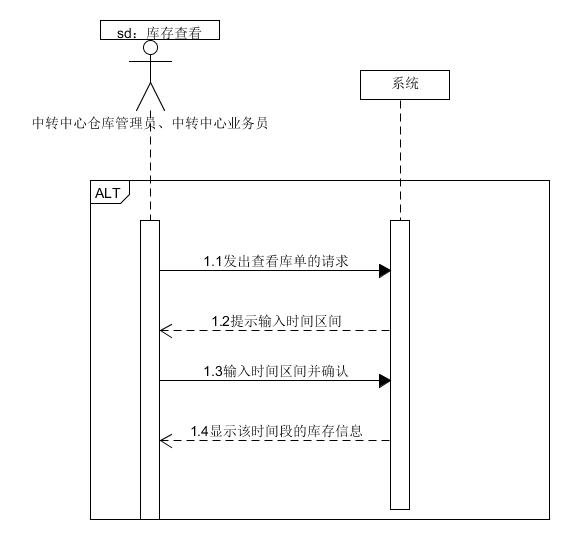 sd：库存查看
系统
中转中心仓库管理员、中转中心业务员
ALT
1.1发出查看库单的请求
1.2提示输入时间区间
1.3输入时间区间并确认
1.4显示该时间段的库存信息